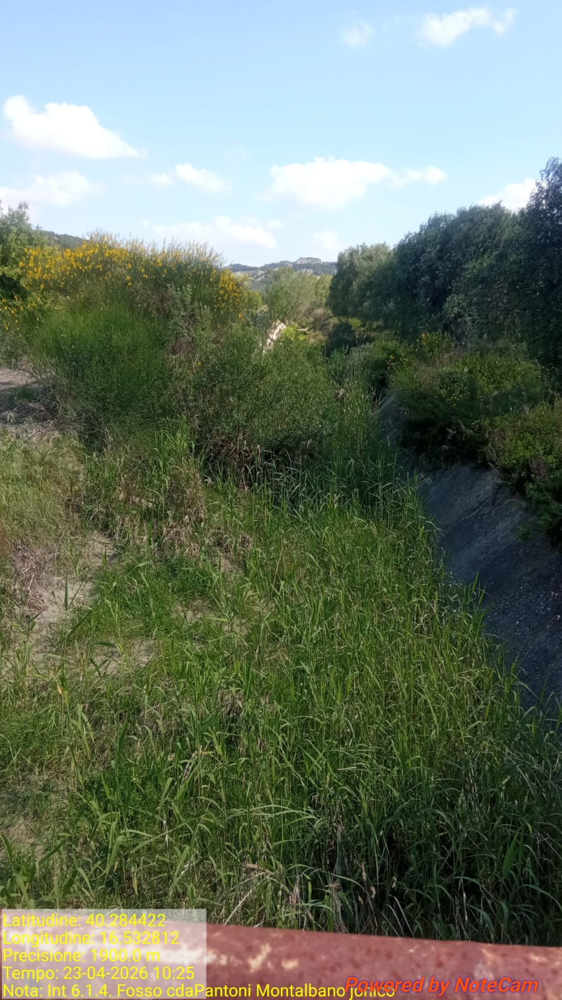 Latitudine: 40.284422
Longitudine: 16.532812
Precisione: 1900.0 m
Tempo: 23-04-2026 10:25
Nota: Int 6.1.4. Fosso cdaPantoni Montalbano jonico
Powered by NoteCam